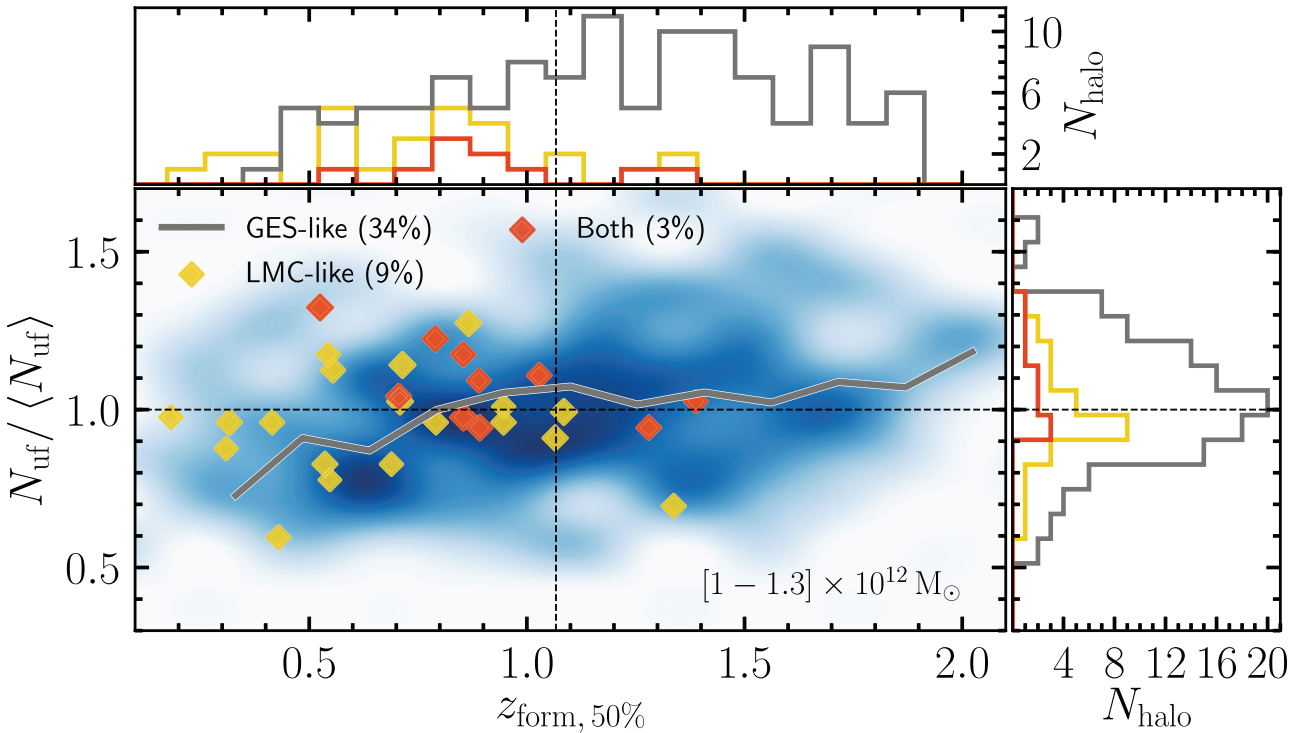 10
6
2
N_halo
GES-like (34%)
Both (3%)
LMC-like (9%)
1.5
1.0
0.5
N_uf / ⟨N_uf⟩
[1 − 1.3] × 10^12 M_⊙
0.5 1.0 1.5 2.0
z_form, 50%
4 8 12 16 20
N_halo